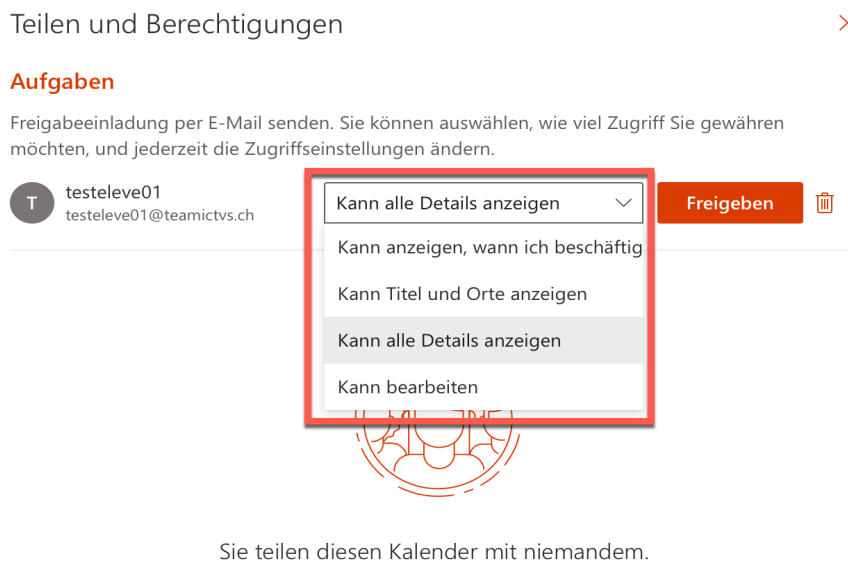 Teilen und Berechtigungen
Aufgaben
Freigabeeinladung per E-Mail senden. Sie können auswählen, wie viel Zugriff Sie gewähren
möchten, und jederzeit die Zugriffseinstellungen ändern.
T
testeleve01
testeleve01@teamictvs.ch
Kann alle Details anzeigen
Freigeben
Kann anzeigen, wann ich beschäftig
Kann Titel und Orte anzeigen
Kann alle Details anzeigen
Kann bearbeiten
Sie teilen diesen Kalender mit niemandem.